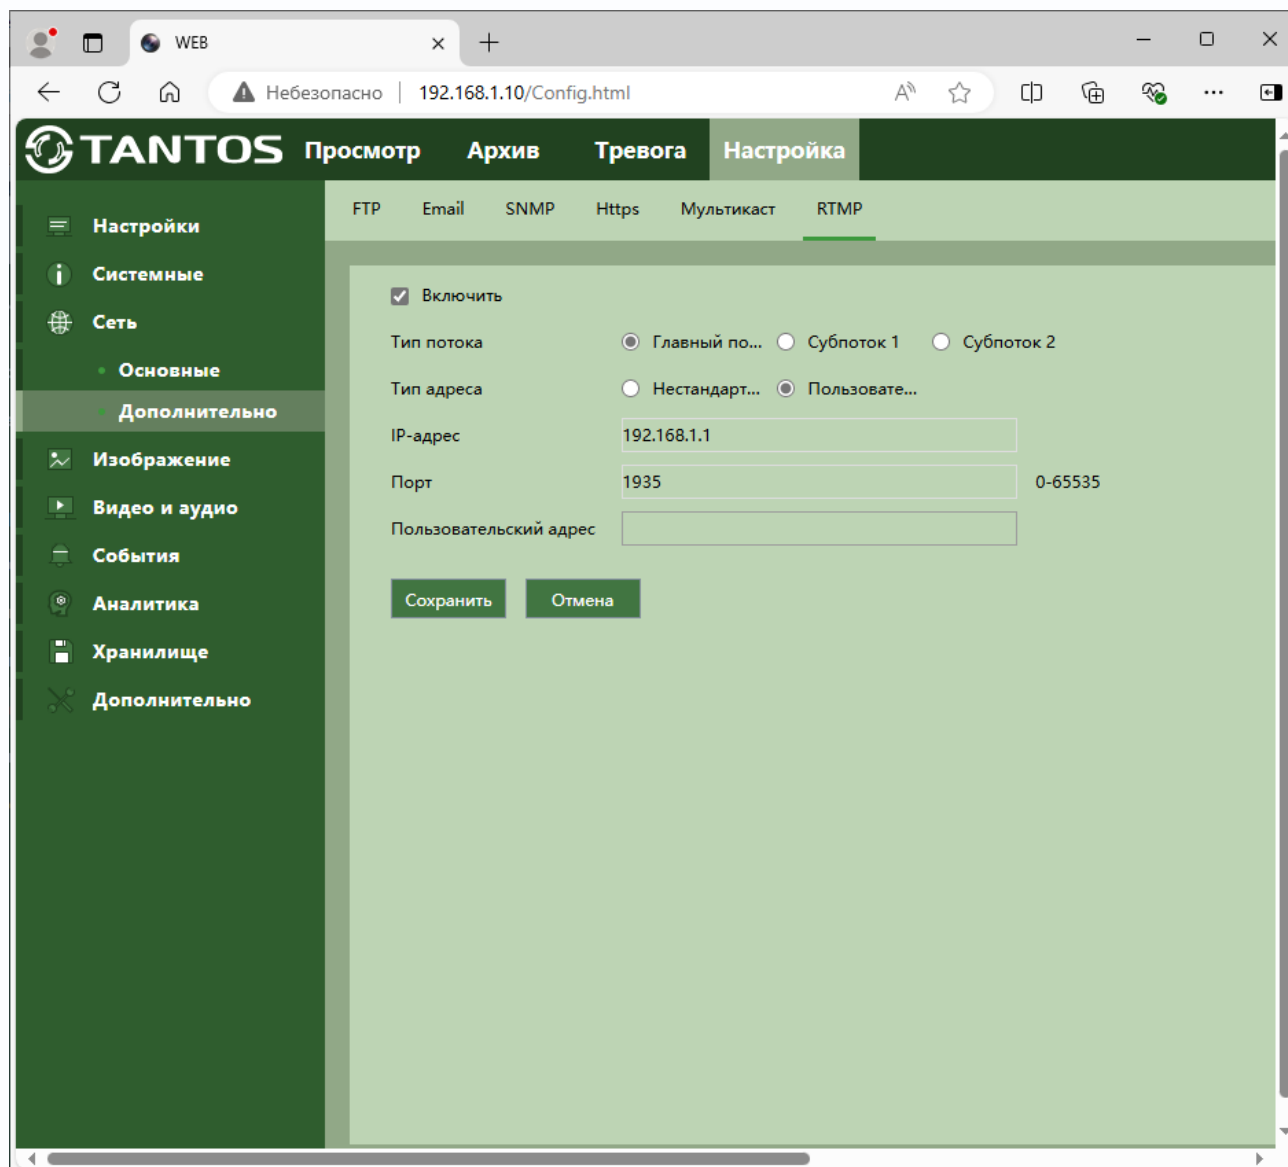 WEB
Небезопасно 192.168.1.10/Config.html
TANTOS Просмотр Архив Тревога Настройка
FTP Email SNMP Https Мультикаст RTMP
Настройки
Системные
Сеть
Основные
Дополнительно
Изображение
Видео и аудио
События
Аналитика
Хранилище
Дополнительно
Включить
Тип потока Главный по... Субпоток 1 Субпоток 2
Тип адреса Нестандарт... Пользовате...
IP-адрес 192.168.1.1
Порт 1935 0-65535
Пользовательский адрес
Сохранить Отмена